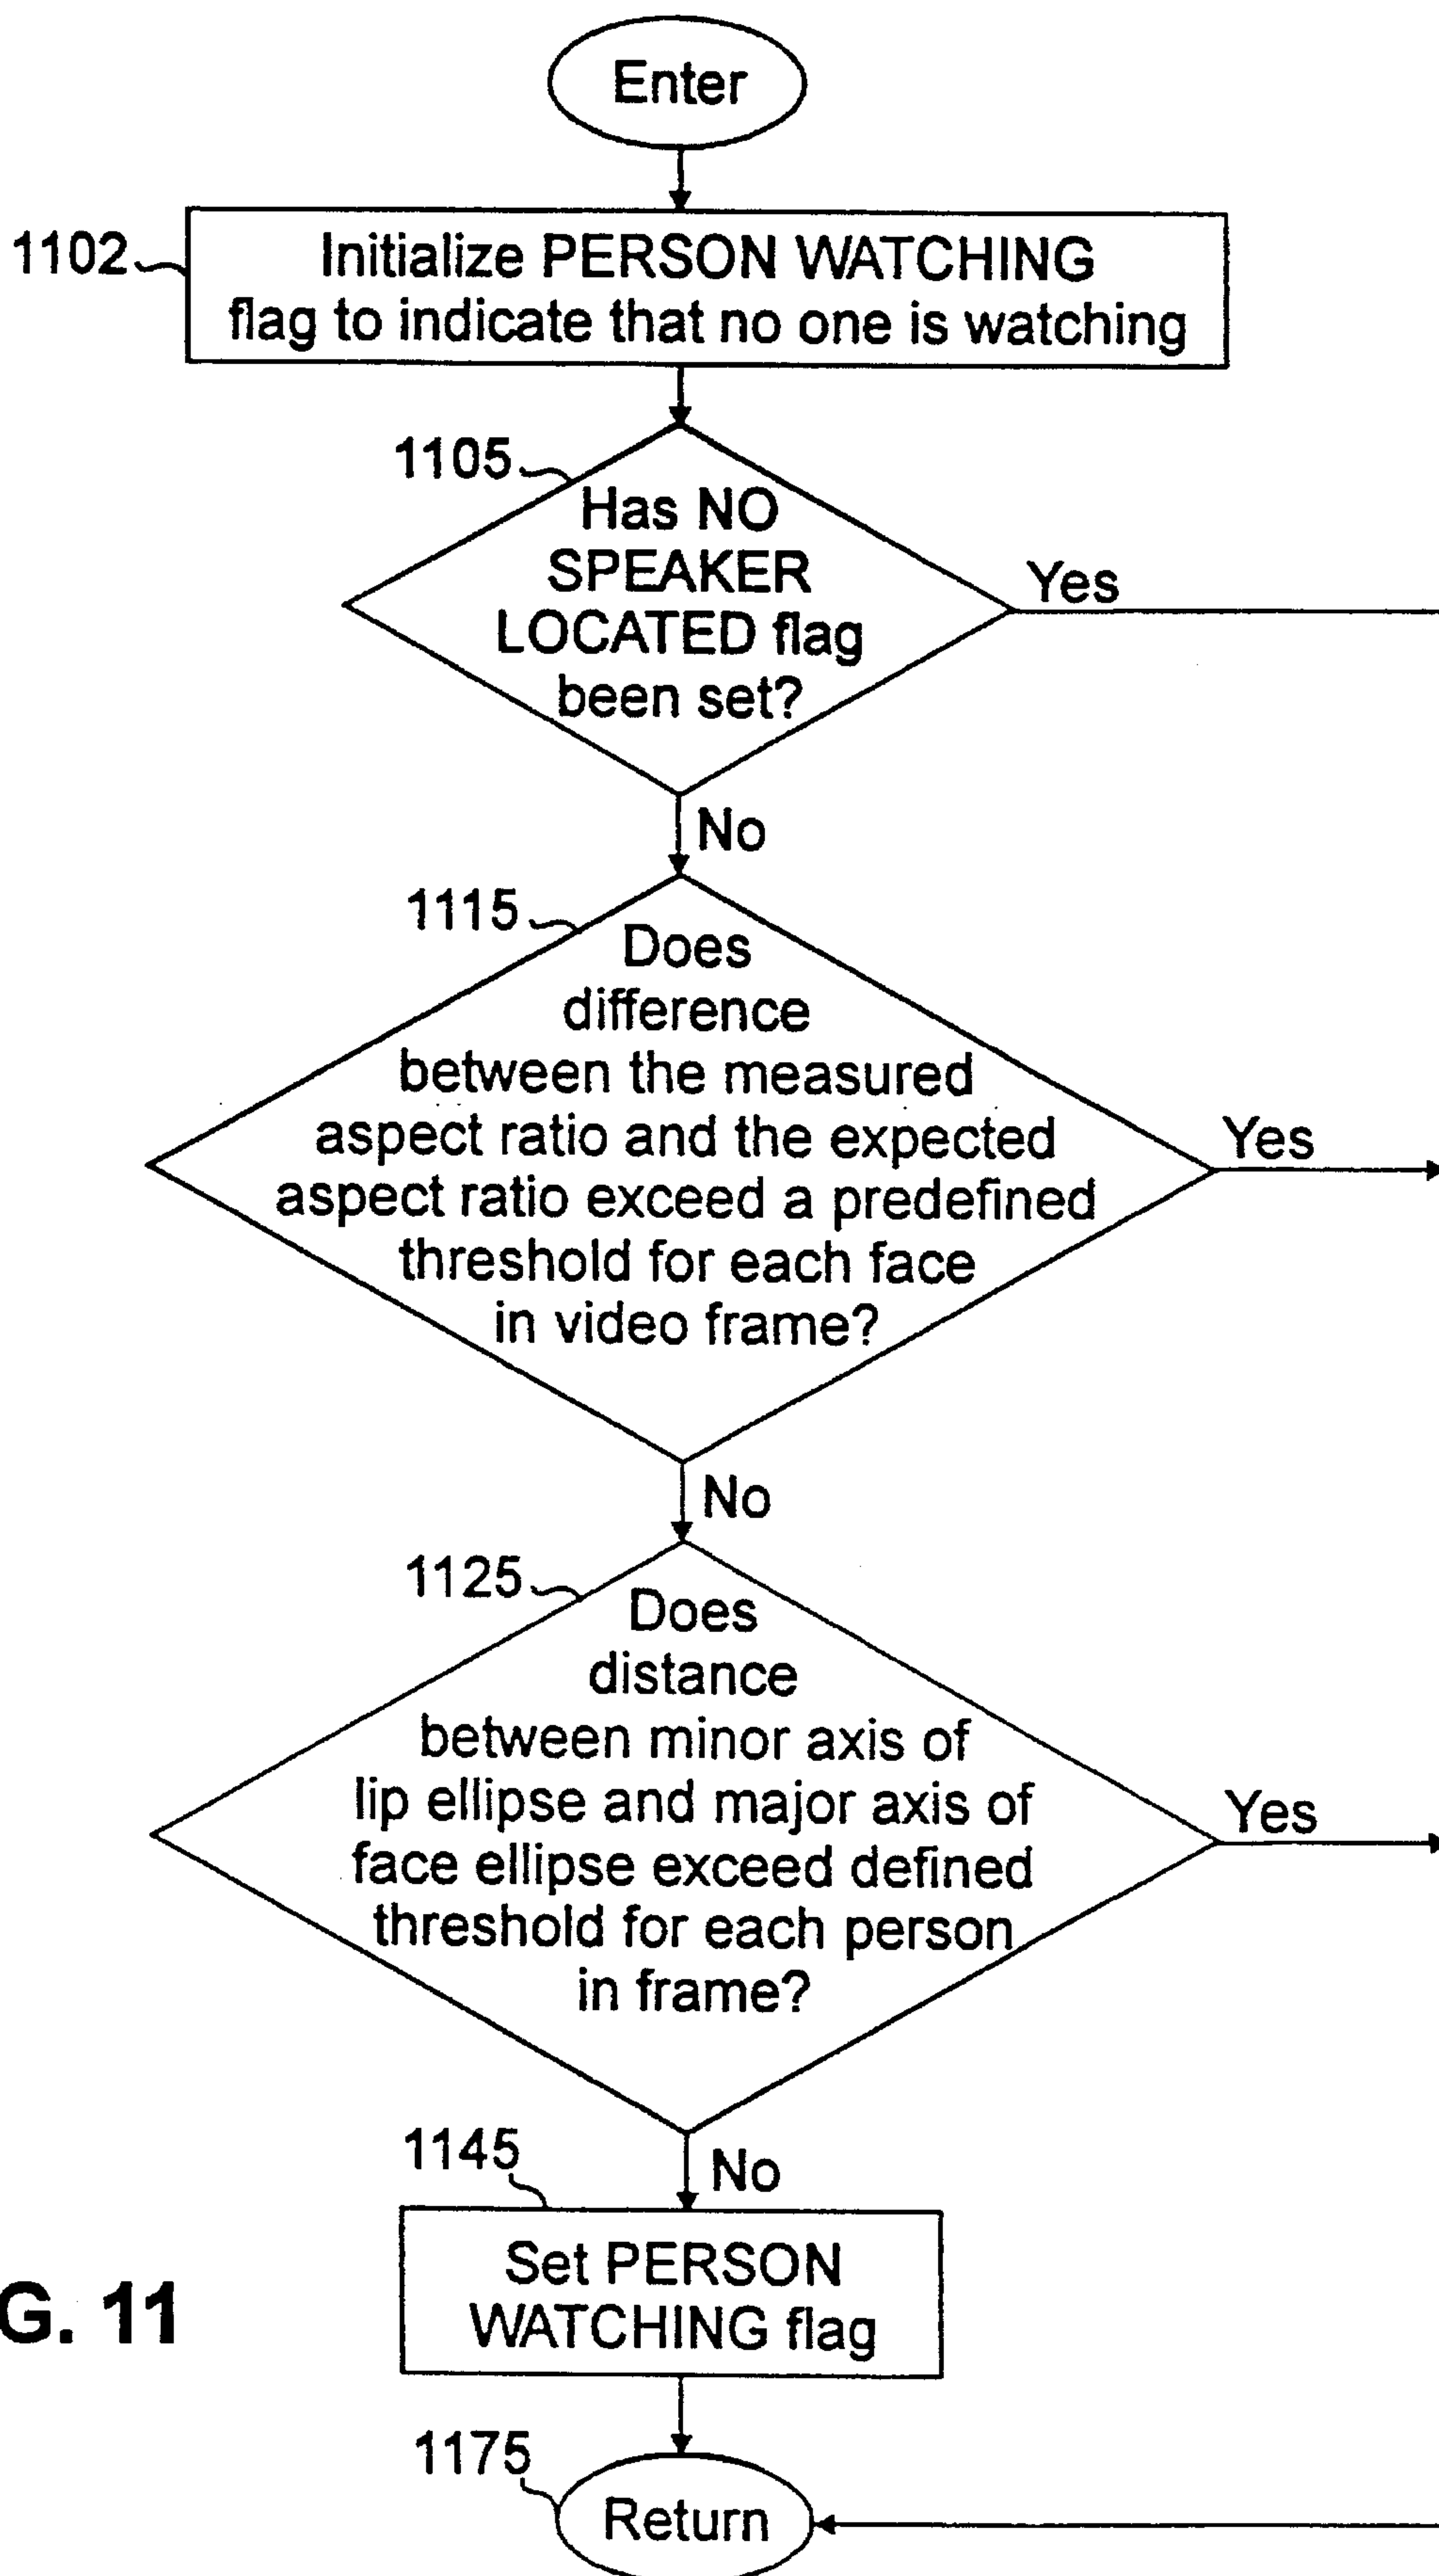 Enter
1102
Initialize PERSON WATCHING
flag to indicate that no one is watching
1105
Has NO
SPEAKER
LOCATED flag
been set?
Yes
No
1115
Does
difference
between the measured
aspect ratio and the expected
aspect ratio exceed a predefined
threshold for each face
in video frame?
Yes
No
1125
Does
distance
between minor axis of
lip ellipse and major axis of
face ellipse exceed defined
threshold for each person
in frame?
Yes
No
1145
Set PERSON
WATCHING flag
G. 11
1175
Return